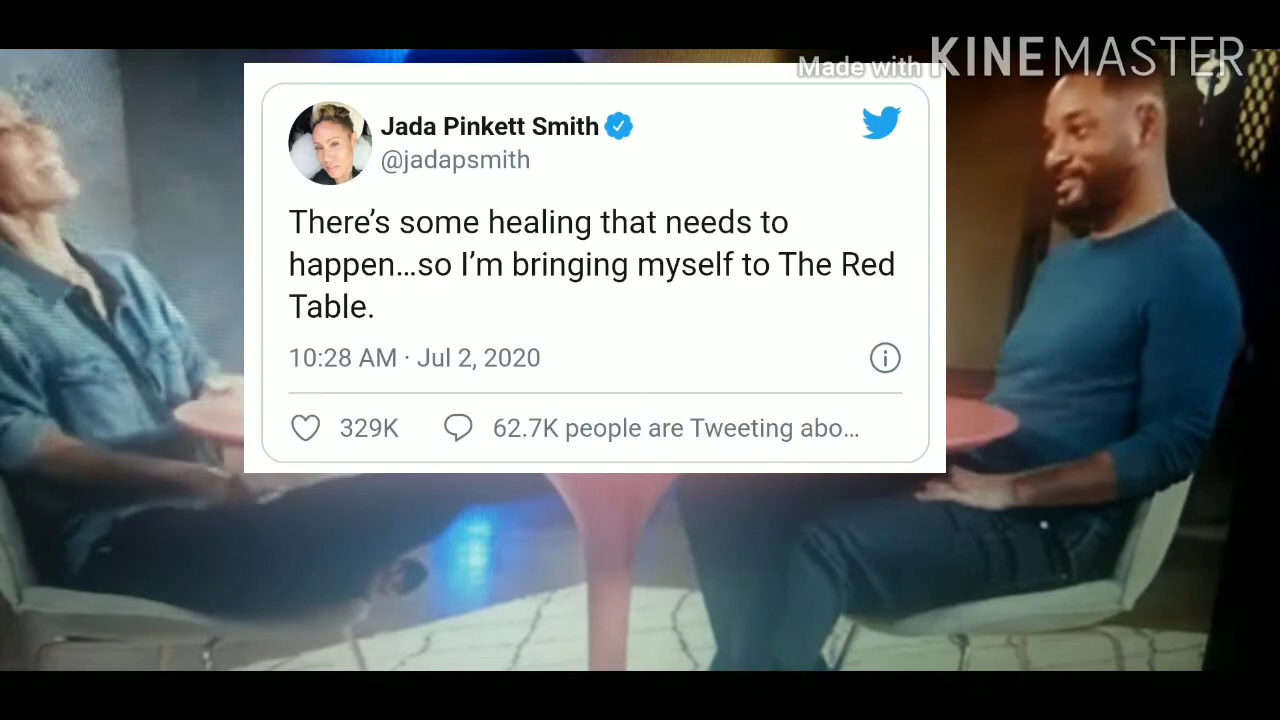 Made with KINEMASTER
Jada Pinkett Smith
@jadapsmith
There’s some healing that needs to
happen…so I’m bringing myself to The Red
Table.
10:28 AM · Jul 2, 2020
329K 62.7K people are Tweeting abo…